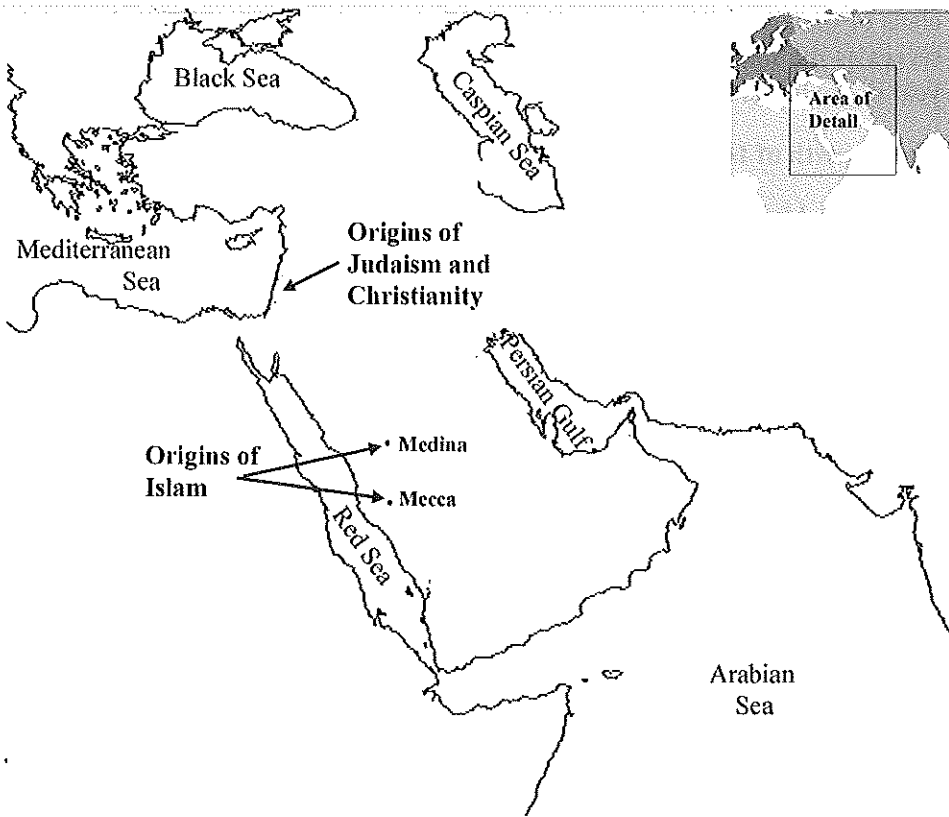 Black Sea
Caspian Sea
Area of
Detail
Mediterranean
Sea
Origins of
Judaism and
Christianity
Persian Gulf
Origins of
Islam
Medina
Mecca
Red Sea
Arabian
Sea